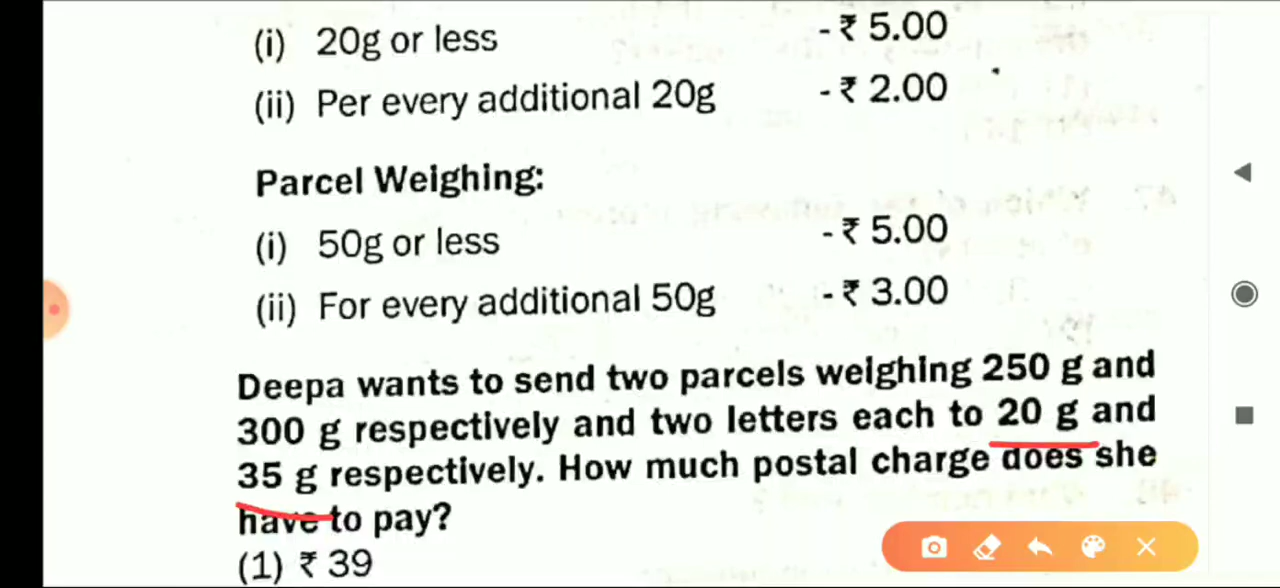 (i) 20g or less - ₹ 5.00
(ii) Per every additional 20g - ₹ 2.00
Parcel Weighing:
(i) 50g or less - ₹ 5.00
(ii) For every additional 50g - ₹ 3.00
Deepa wants to send two parcels weighing 250 g and
300 g respectively and two letters each to 20 g and
35 g respectively. How much postal charge does she
have to pay?
(1) ₹ 39